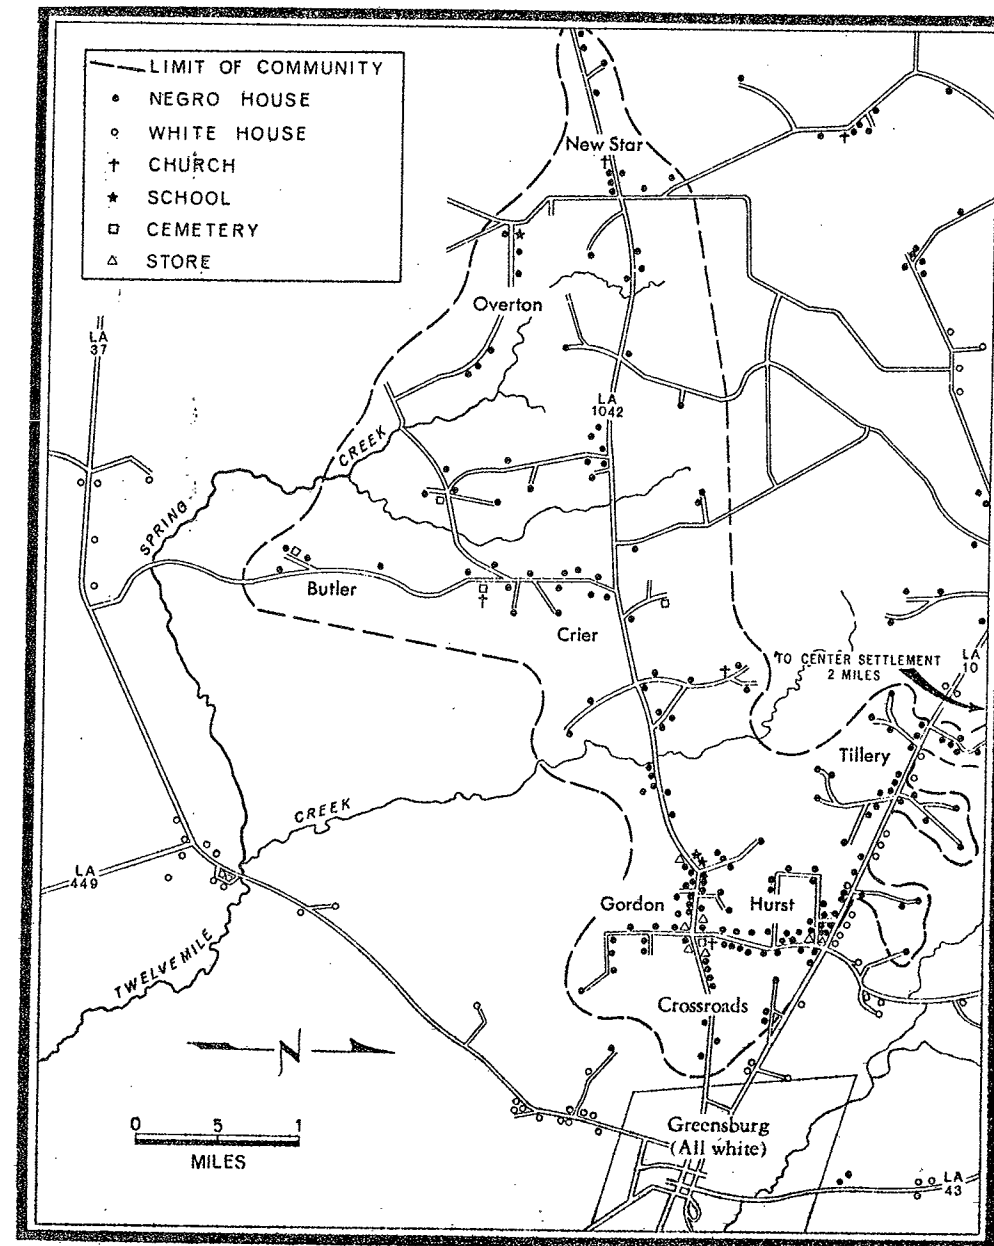 LIMIT OF COMMUNITY
NEGRO HOUSE
WHITE HOUSE
CHURCH
SCHOOL
CEMETERY
STORE
New Star
Overton
LA
37
LA
1042
CREEK
SPRING
Butler
Crier
TO CENTER SETTLEMENT
2 MILES
LA
10
Tillery
CREEK
LA
449
Gordon
Hurst
TWELVEMILE
Crossroads
N
0 5 1
MILES
Greensburg
(All white)
LA
43